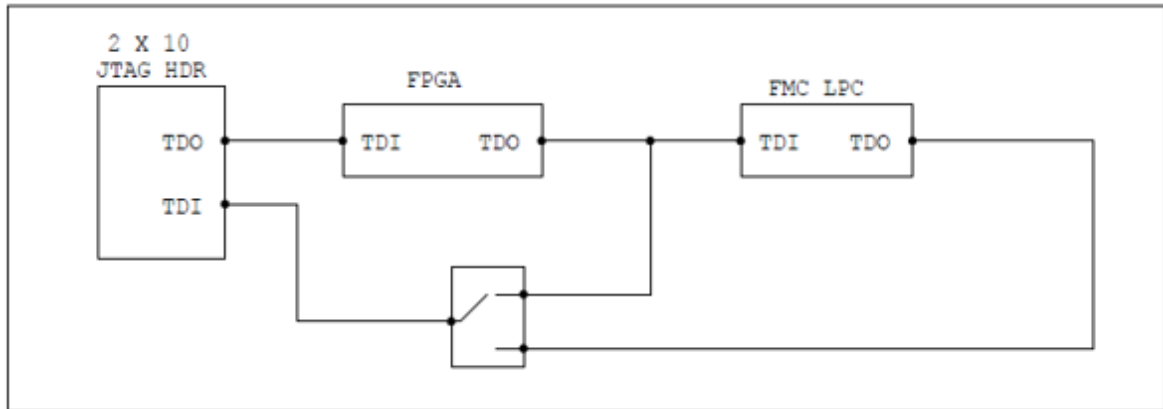 2 X 10
JTAG HDR
FPGA
FMC LPC
TDO
TDI
TDO
TDI
TDO
TDI